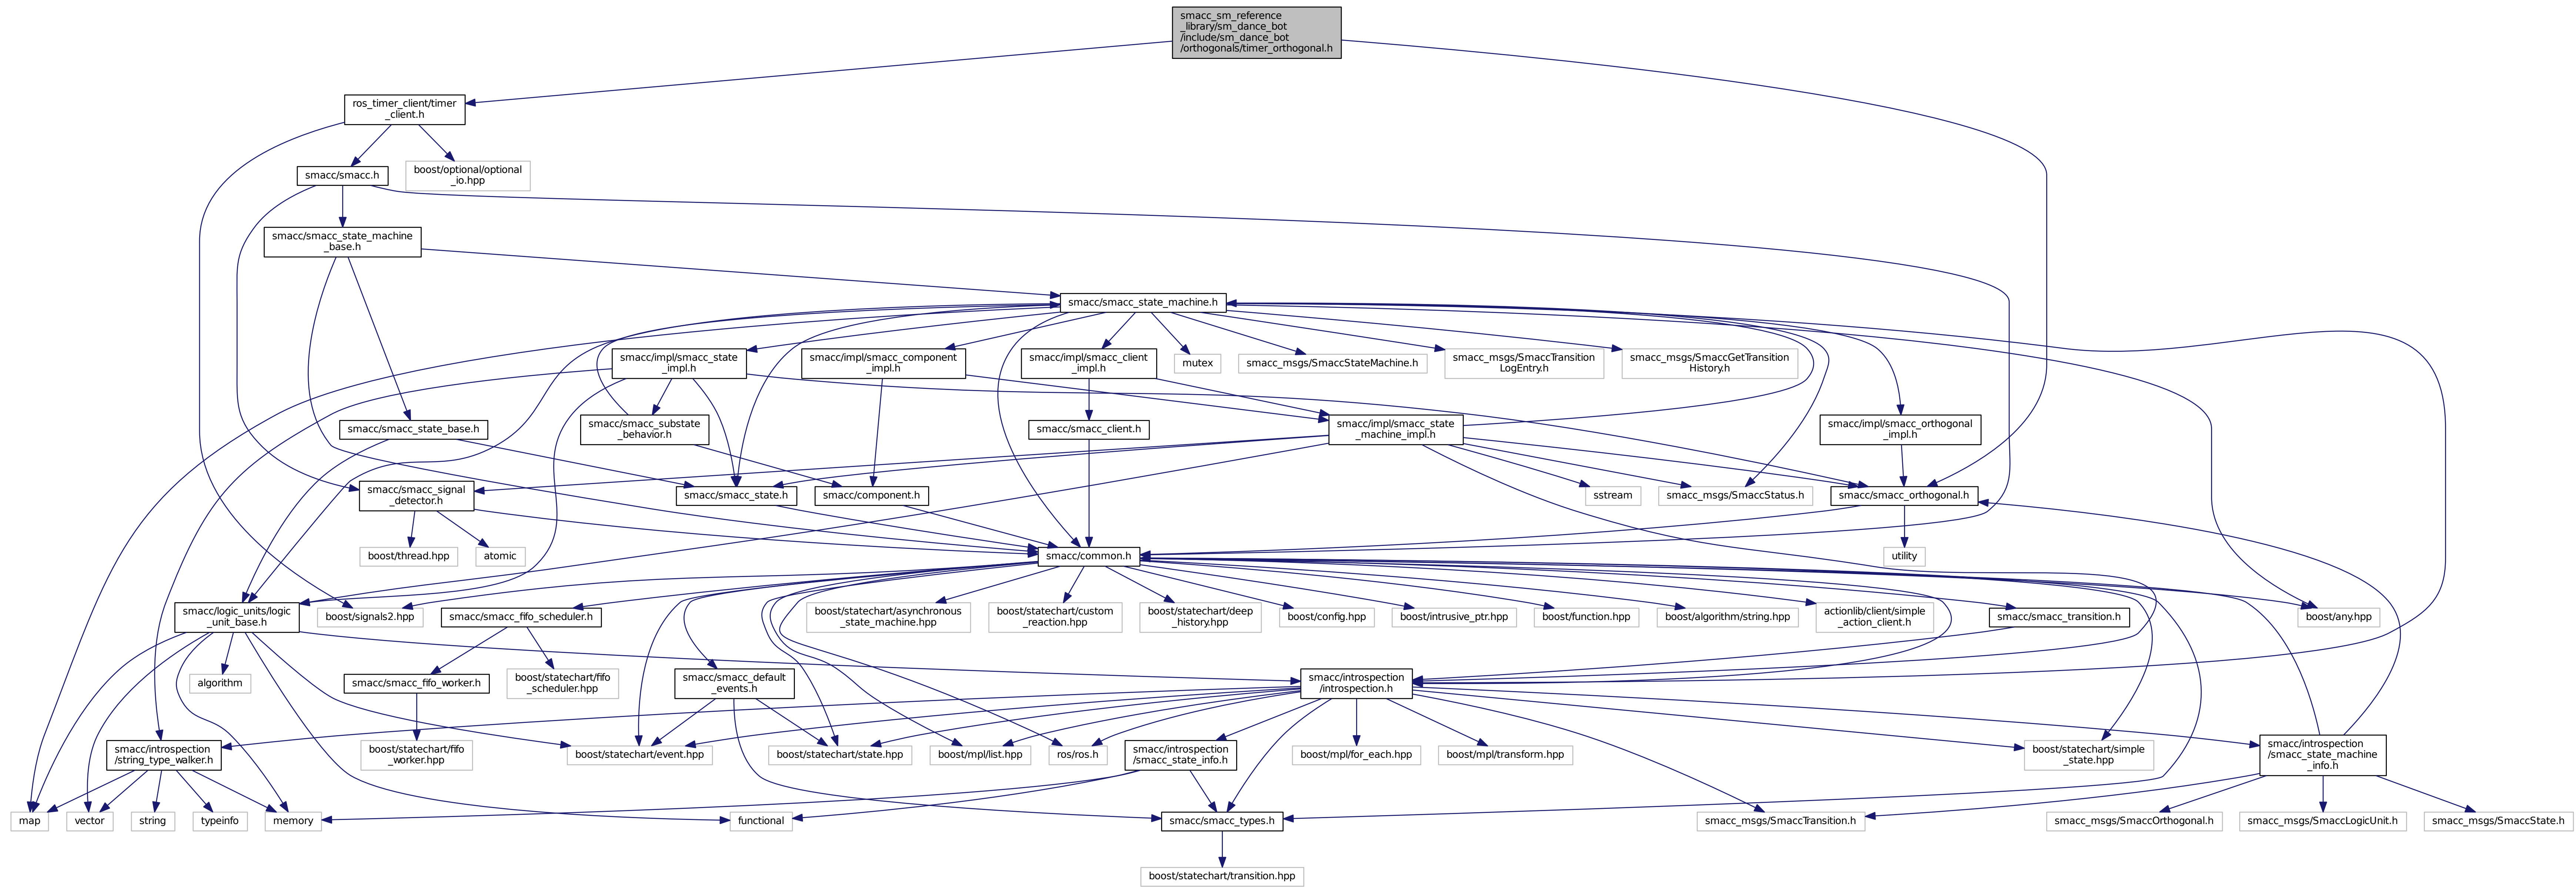 smacc_sm_reference
_library/sm_dance_bot
/include/sm_dance_bot
/orthogonals/timer_orthogonal.h
ros_timer_client/timer
_client.h
smacc/smacc.h
boost/optional/optional
_io.hpp
smacc/smacc_state_machine
_base.h
smacc/smacc_state_machine.h
smacc/impl/smacc_state
_impl.h
smacc/impl/smacc_component
_impl.h
smacc/impl/smacc_client
_impl.h
mutex
smacc_msgs/SmaccStateMachine.h
smacc_msgs/SmaccTransition
LogEntry.h
smacc_msgs/SmaccGetTransition
History.h
smacc/smacc_state_base.h
smacc/smacc_substate
_behavior.h
smacc/smacc_client.h
smacc/impl/smacc_state
_machine_impl.h
smacc/impl/smacc_orthogonal
_impl.h
smacc/smacc_signal
_detector.h
smacc/smacc_state.h
smacc/component.h
sstream
smacc_msgs/SmaccStatus.h
smacc/smacc_orthogonal.h
boost/thread.hpp
atomic
smacc/common.h
utility
smacc/logic_units/logic
_unit_base.h
boost/signals2.hpp
smacc/smacc_fifo_scheduler.h
boost/statechart/asynchronous
_state_machine.hpp
boost/statechart/custom
_reaction.hpp
boost/statechart/deep
_history.hpp
boost/config.hpp
boost/intrusive_ptr.hpp
boost/function.hpp
boost/algorithm/string.hpp
actionlib/client/simple
_action_client.h
smacc/smacc_transition.h
boost/any.hpp
algorithm
smacc/smacc_fifo_worker.h
boost/statechart/fifo
_scheduler.hpp
smacc/smacc_default
_events.h
smacc/introspection
/introspection.h
smacc/introspection
/string_type_walker.h
boost/statechart/fifo
_worker.hpp
boost/statechart/event.hpp
boost/statechart/state.hpp
boost/mpl/list.hpp
ros/ros.h
smacc/introspection
/smacc_state_info.h
boost/mpl/for_each.hpp
boost/mpl/transform.hpp
boost/statechart/simple
_state.hpp
smacc/introspection
/smacc_state_machine
_info.h
map
vector
string
typeinfo
memory
functional
smacc/smacc_types.h
smacc_msgs/SmaccTransition.h
smacc_msgs/SmaccOrthogonal.h
smacc_msgs/SmaccLogicUnit.h
smacc_msgs/SmaccState.h
boost/statechart/transition.hpp